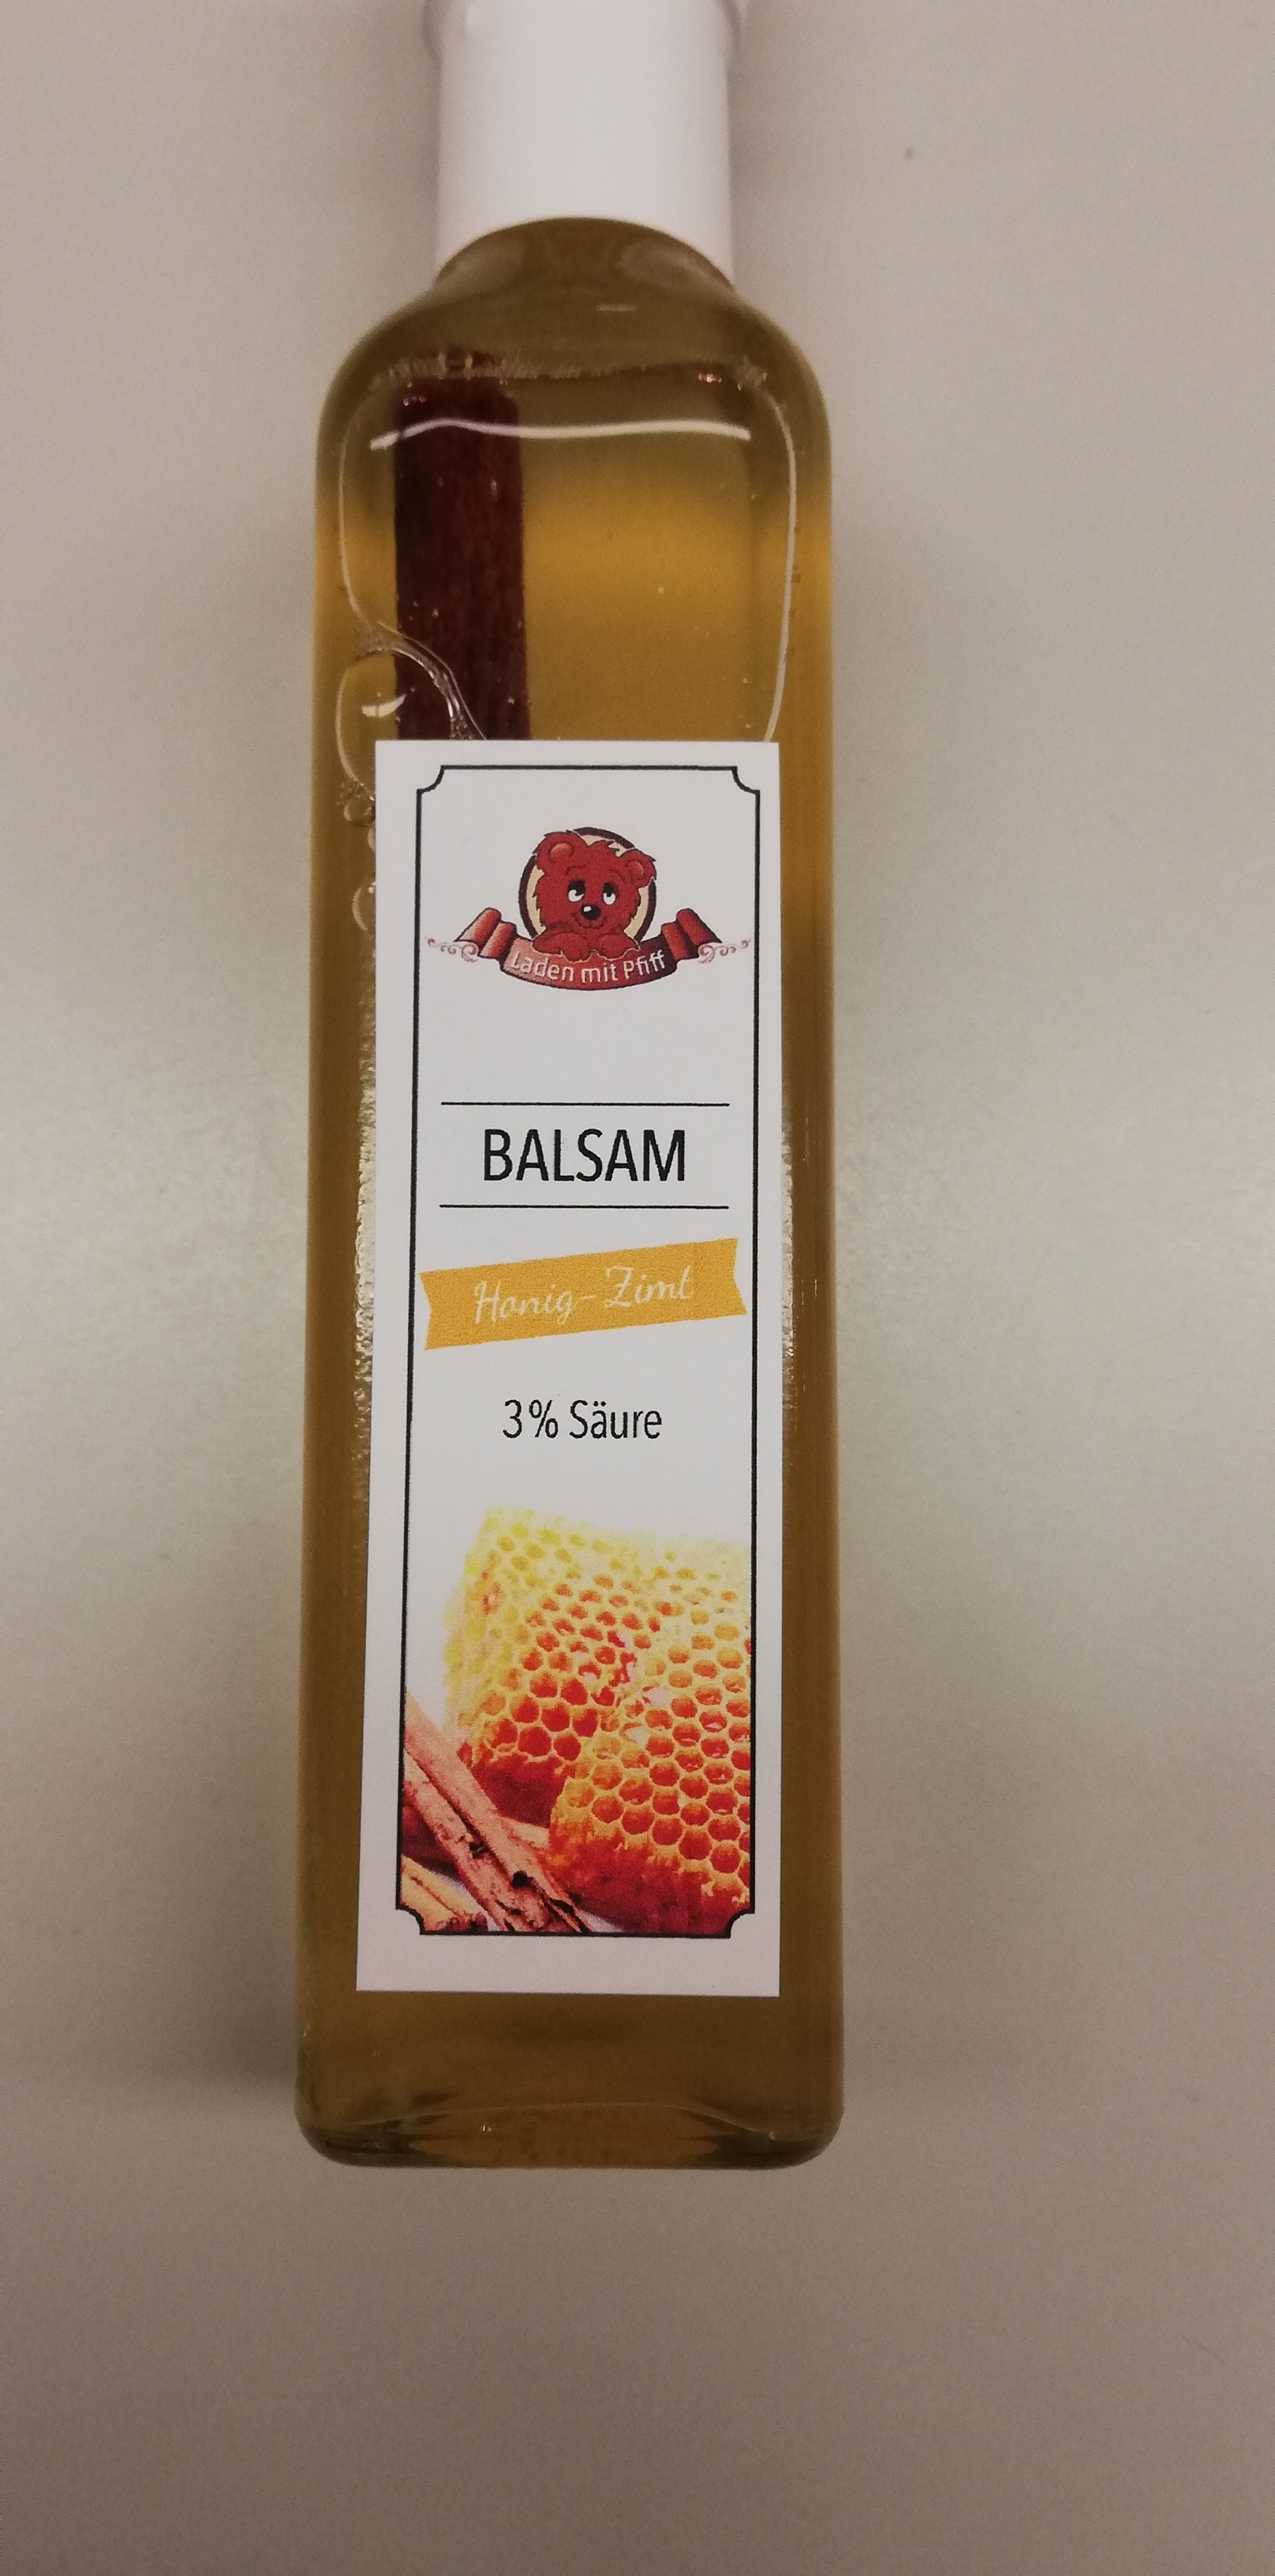 Laden mit Pfiff
BALSAM
Honig-Zimt
3% Säure